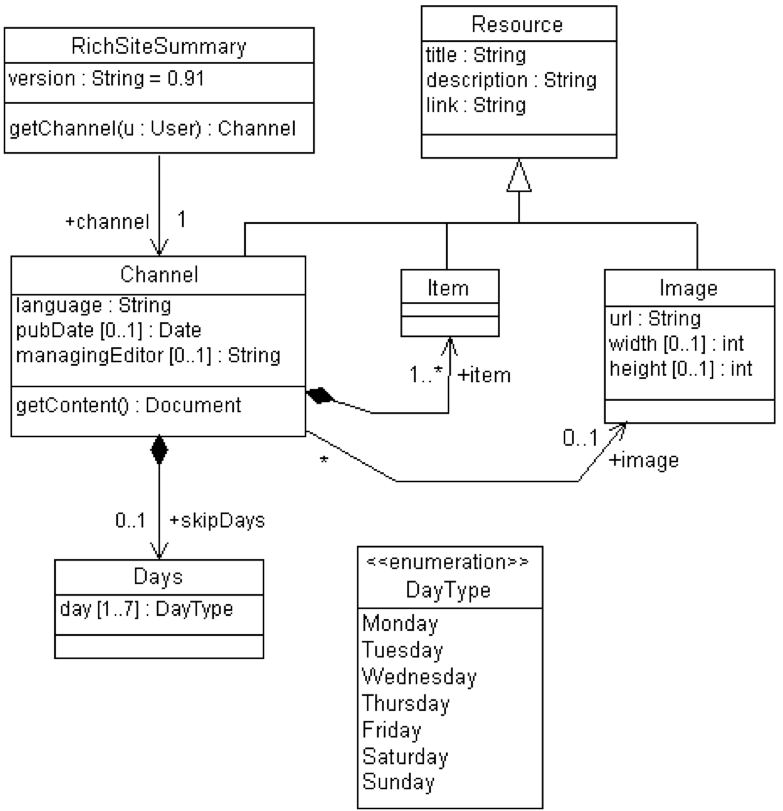 RichSiteSummary
version : String = 0.91
getChannel(u : User) : Channel
Resource
title : String
description : String
link : String
+channel
1
Channel
language : String
pubDate [0..1] : Date
managingEditor [0..1] : String
getContent() : Document
Item
Image
url : String
width [0..1] : int
height [0..1] : int
1..*
+item
*
0..1
+image
0..1
+skipDays
Days
day [1..7] : DayType
<<enumeration>>
DayType
Monday
Tuesday
Wednesday
Thursday
Friday
Saturday
Sunday